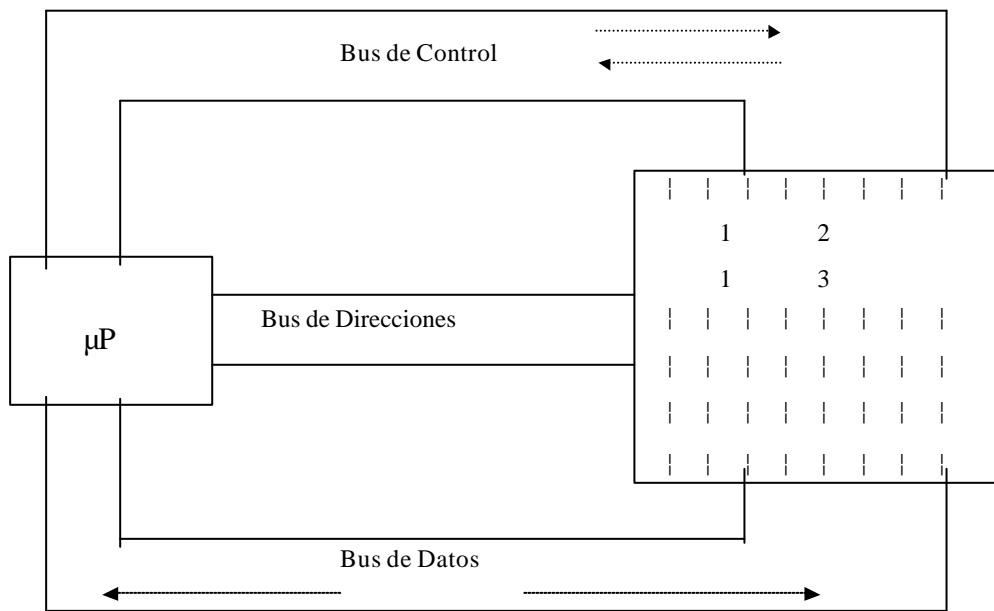 Bus de Control
1 2
1 3
Bus de Direcciones
µP
Bus de Datos